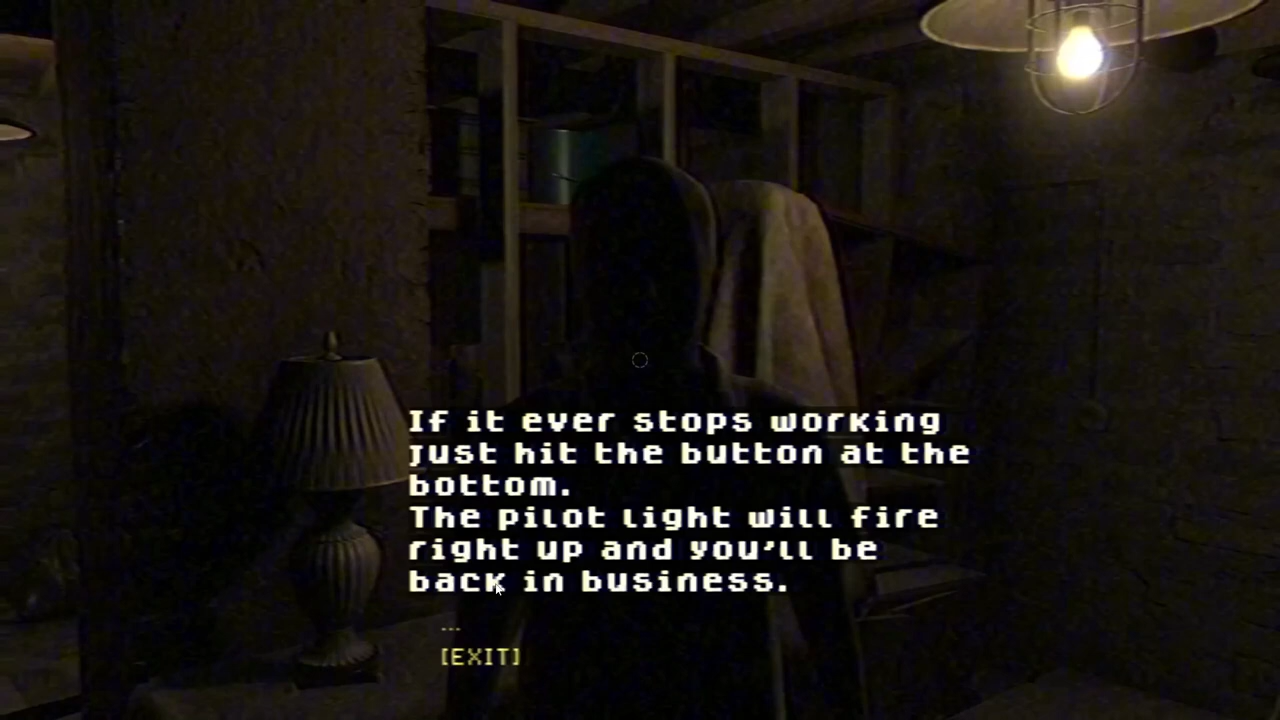 If it ever stops working
just hit the button at the
bottom.
The pilot light will fire
right up and you'll be
back in business.
...
[EXIT]